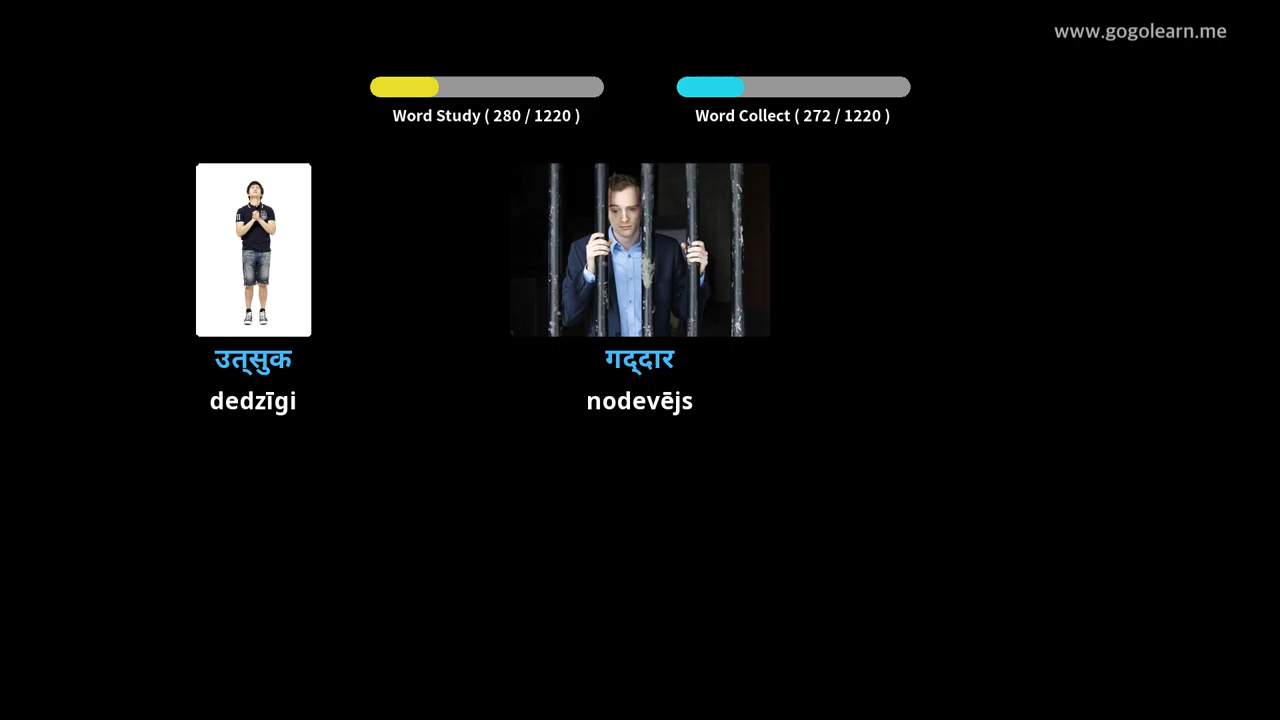 www.gogolearn.me
Word Study ( 280 / 1220 )
Word Collect ( 272 / 1220 )
उत्सुक
dedzīgi
गद्दार
nodevējs